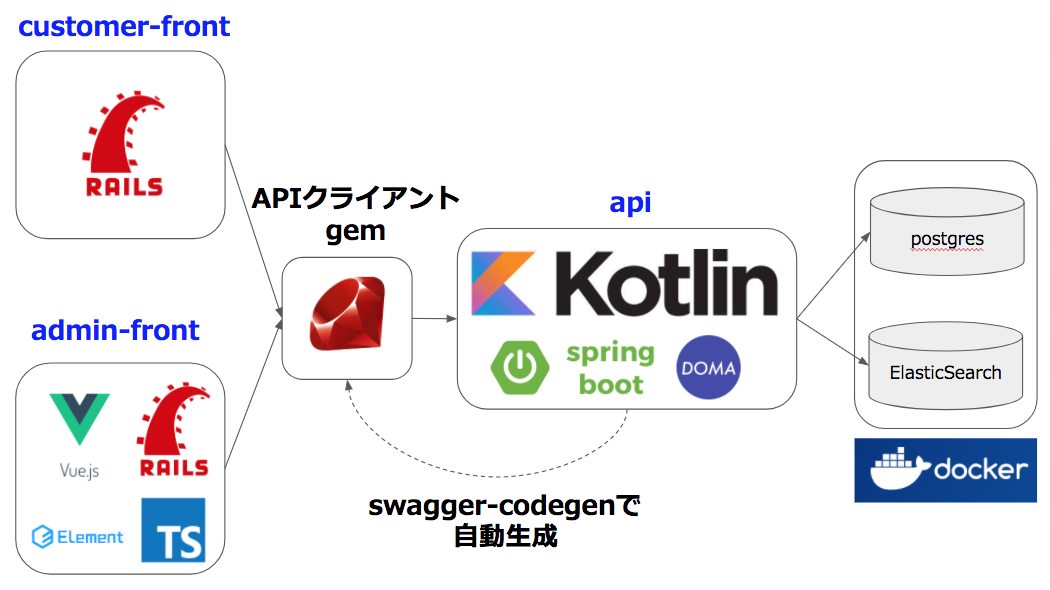 customer-front
RAILS
APIクライアント
gem
api
Kotlin
spring
boot
DOMA
postgres
ElasticSearch
docker
admin-front
Vue.js
RAILS
Element
TS
swagger-codegenで
自動生成